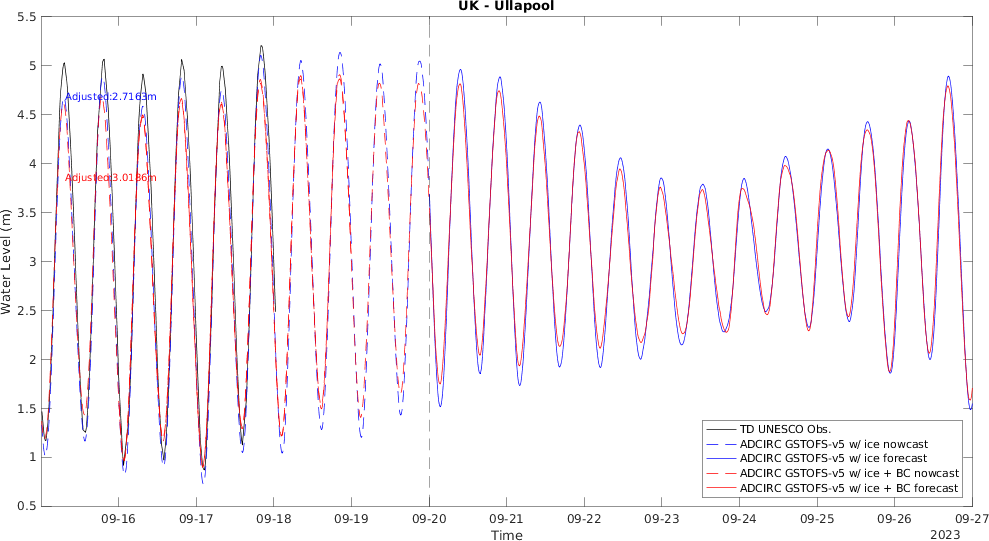 UK - Ullapool
5.5
5
4.5
4
3.5
3
2.5
2
1.5
1
0.5
Water Level (m)
Adjusted:2.7163m
Adjusted:3.0186m
TD UNESCO Obs.
ADCIRC GSTOFS-v5 w/ ice nowcast
ADCIRC GSTOFS-v5 w/ ice forecast
ADCIRC GSTOFS-v5 w/ ice + BC nowcast
ADCIRC GSTOFS-v5 w/ ice + BC forecast
09-16 09-17 09-18 09-19 09-20 09-21 09-22 09-23 09-24 09-25 09-26 09-27
Time
2023